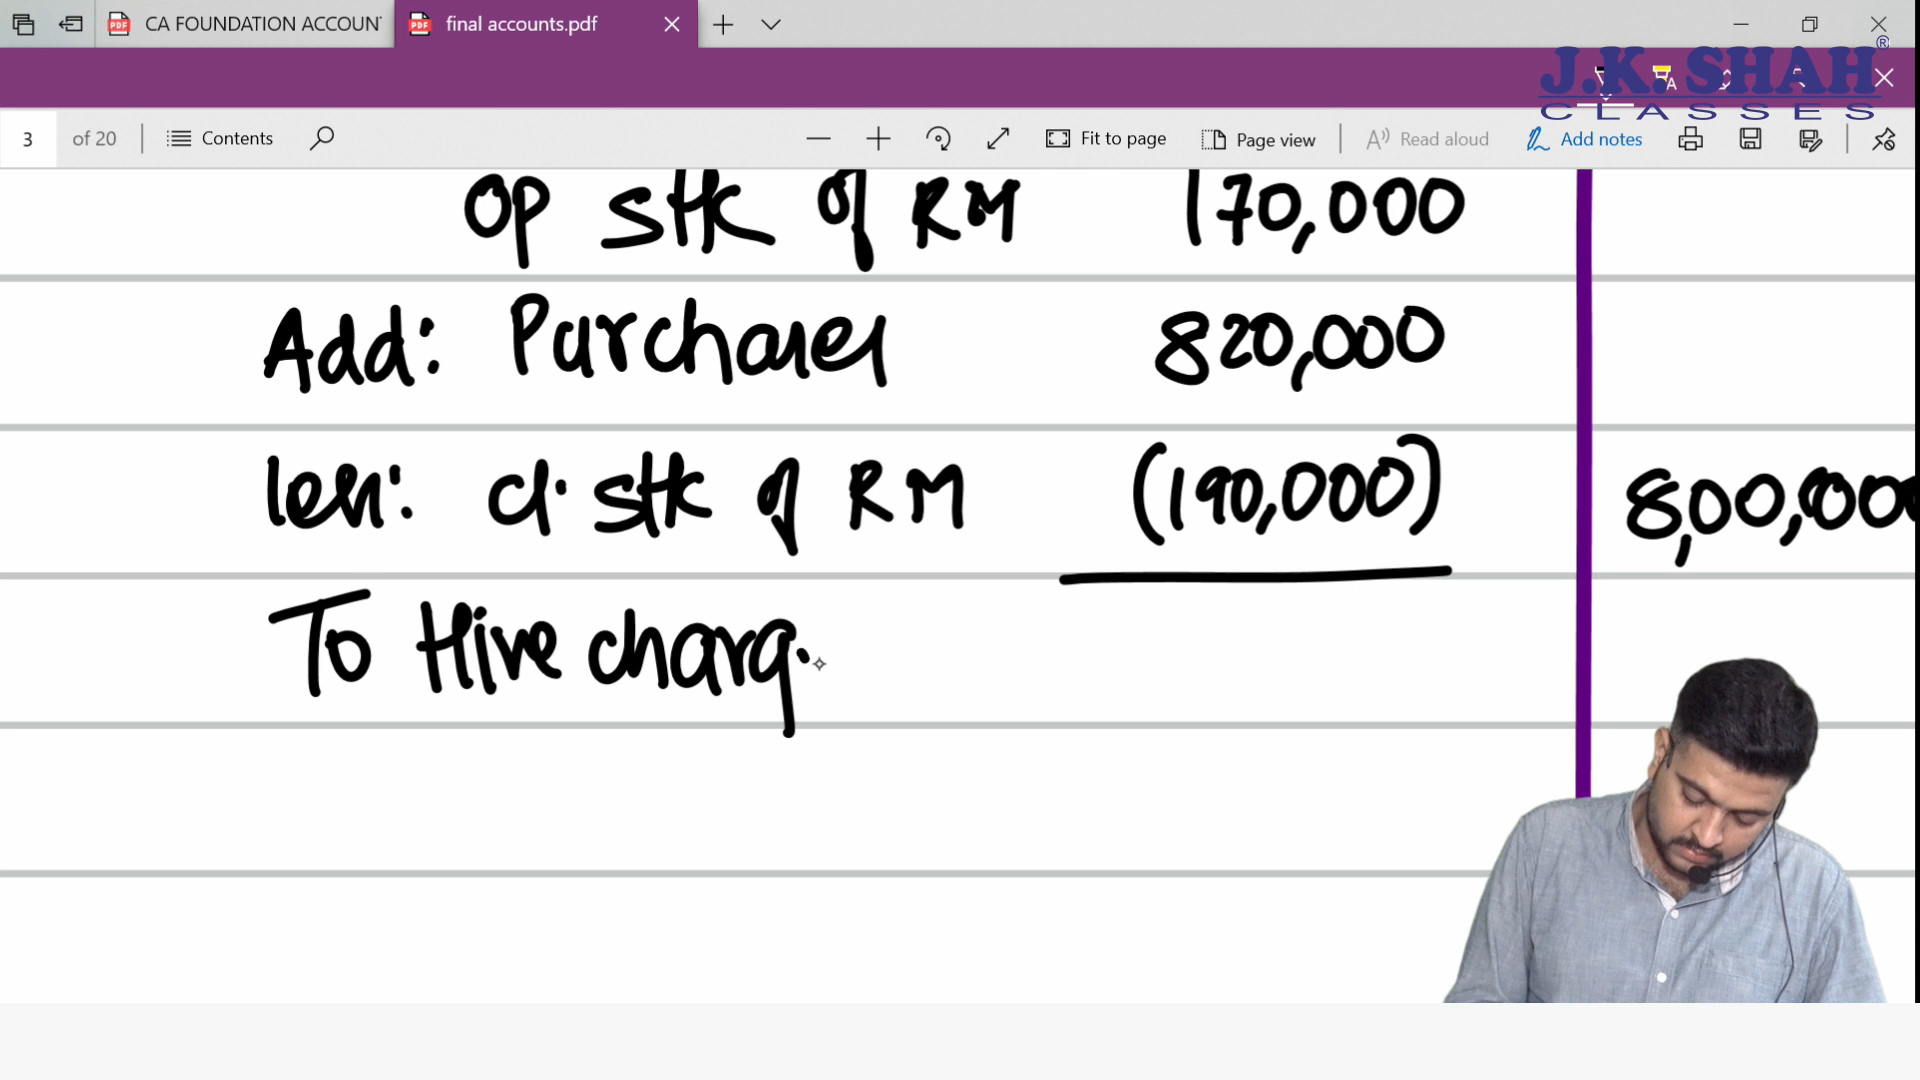 CA FOUNDATION ACCOUNT
final accounts.pdf
J.K. SHAH®
CLASSES
3 of 20
Contents
Fit to page
Page view
Read aloud
Add notes
Op stk of RM 170,000
Add: Purchases 820,000
less: cl. stk of RM (190,000) 8,00,000
To Hire charg.